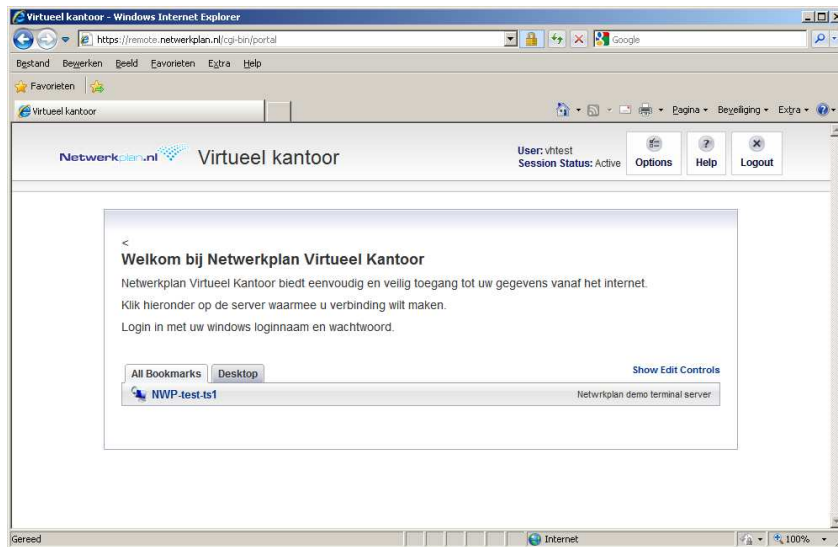 Virtueel kantoor - Windows Internet Explorer
https://remote.netwerkplan.nl/cgi-bin/portal
Google
Bestand Bewerken Beeld Favorieten Extra Help
Favorieten
Virtueel kantoor
Pagina Beveiliging Extra
Netwerkplan.nl
Virtueel kantoor
User: vhtest
Session Status: Active
Options
Help
Logout
<
Welkom bij Netwerkplan Virtueel Kantoor
Netwerkplan Virtueel Kantoor biedt eenvoudig en veilig toegang tot uw gegevens vanaf het internet.
Klik hieronder op de server waarmee u verbinding wilt maken.
Login in met uw windows loginnaam en wachtwoord.
All Bookmarks Desktop Show Edit Controls
NWP-test-ts1 Netwrkplan demo terminal server
Gereed Internet 100%